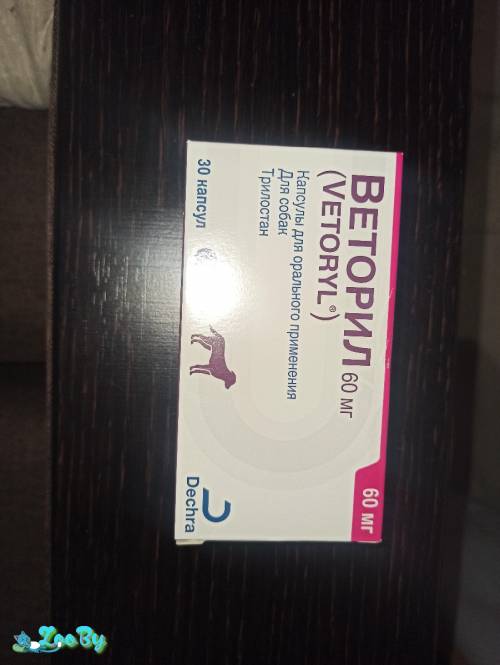 ВЕТОРИЛ 60 мг
(VETORYL®)
Капсулы для орального применения
Для собак
Трилостан
30 капсул
60 мг
Dechra
ZooBy